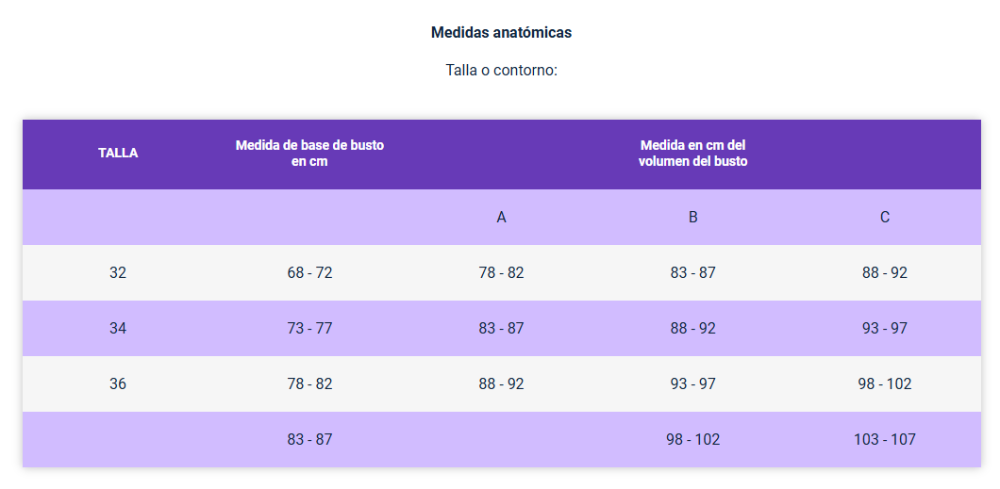 Medidas anatómicas
Talla o contorno:
TALLA Medida de base de busto en cm Medida en cm del volumen del busto
A B C
32 68 - 72 78 - 82 83 - 87 88 - 92
34 73 - 77 83 - 87 88 - 92 93 - 97
36 78 - 82 88 - 92 93 - 97 98 - 102
83 - 87 98 - 102 103 - 107